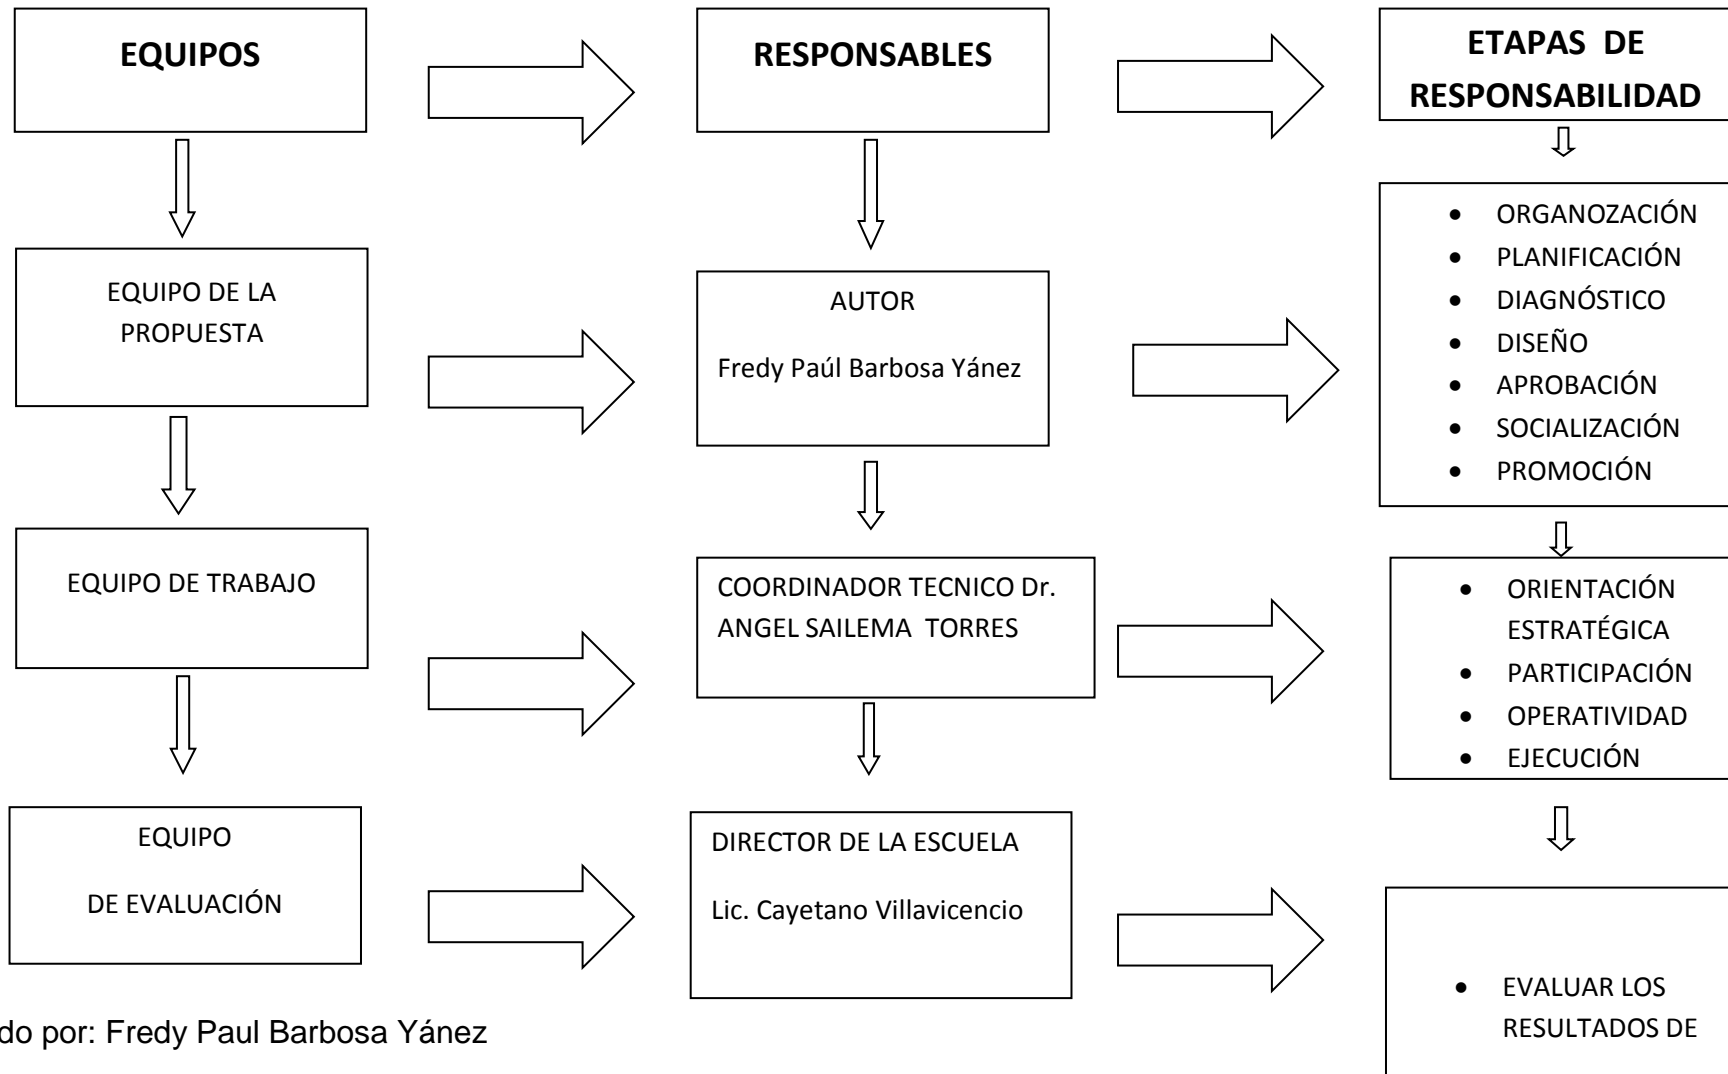 EQUIPOS
RESPONSABLES
ETAPAS DE
RESPONSABILIDAD
EQUIPO DE LA
PROPUESTA
AUTOR
Fredy Paúl Barbosa Yánez
• ORGANOZACIÓN
• PLANIFICACIÓN
• DIAGNÓSTICO
• DISEÑO
• APROBACIÓN
• SOCIALIZACIÓN
• PROMOCIÓN
EQUIPO DE TRABAJO
COORDINADOR TECNICO Dr.
ANGEL SAILEMA TORRES
• ORIENTACIÓN
ESTRATÉGICA
• PARTICIPACIÓN
• OPERATIVIDAD
• EJECUCIÓN
EQUIPO
DE EVALUACIÓN
DIRECTOR DE LA ESCUELA
Lic. Cayetano Villavicencio
• EVALUAR LOS
RESULTADOS DE
do por: Fredy Paul Barbosa Yánez